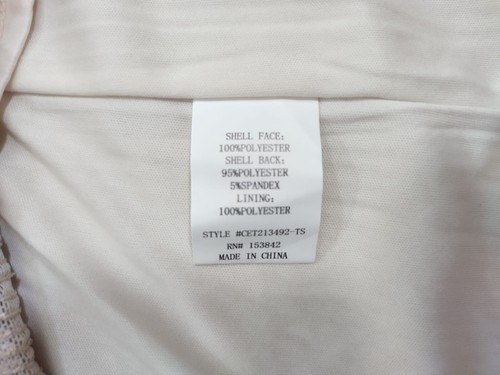 SHELL FACE:
100%POLYESTER
SHELL BACK:
95%POLYESTER
5%SPANDEX
LINING:
100%POLYESTER
STYLE #CET213492-TS
RN# 153842
MADE IN CHINA